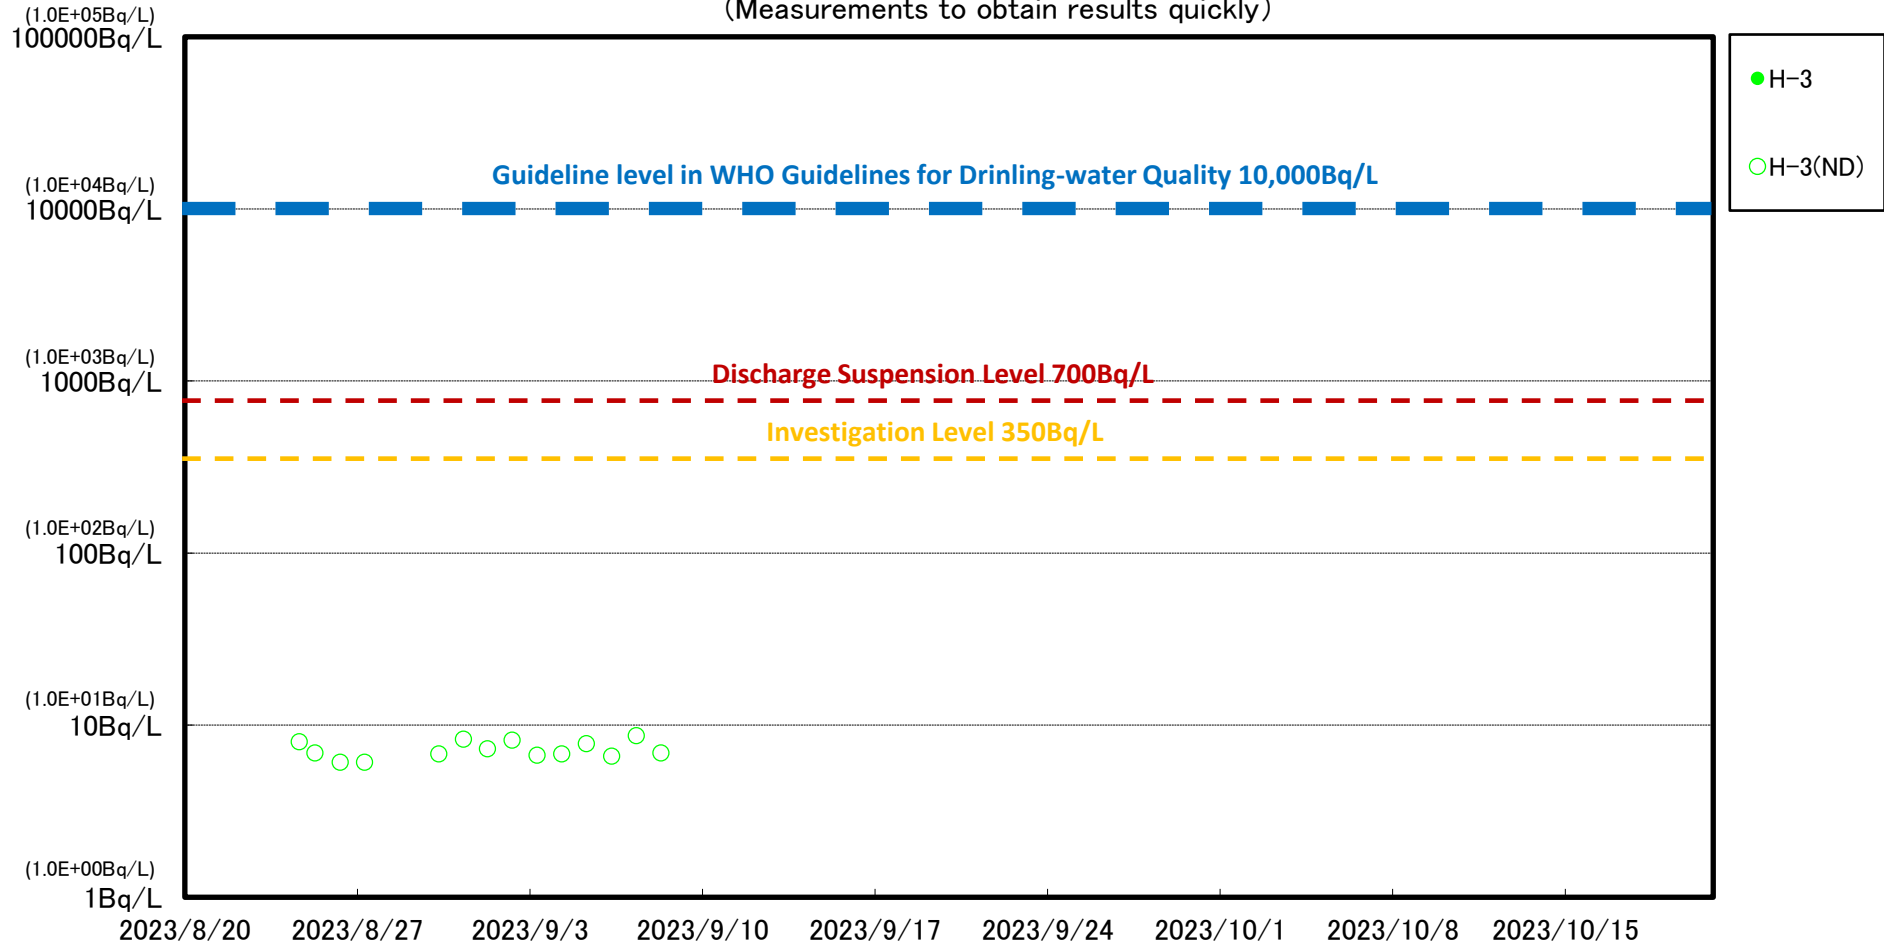 (Measurements to obtain results quickly)
(1.0E+05Bq/L)
100000Bq/L
H-3
H-3(ND)
Guideline level in WHO Guidelines for Drinling-water Quality 10,000Bq/L
(1.0E+04Bq/L)
10000Bq/L
(1.0E+03Bq/L)
1000Bq/L
Discharge Suspension Level 700Bq/L
Investigation Level 350Bq/L
(1.0E+02Bq/L)
100Bq/L
(1.0E+01Bq/L)
10Bq/L
(1.0E+00Bq/L)
1Bq/L
2023/8/20 2023/8/27 2023/9/3 2023/9/10 2023/9/17 2023/9/24 2023/10/1 2023/10/8 2023/10/15